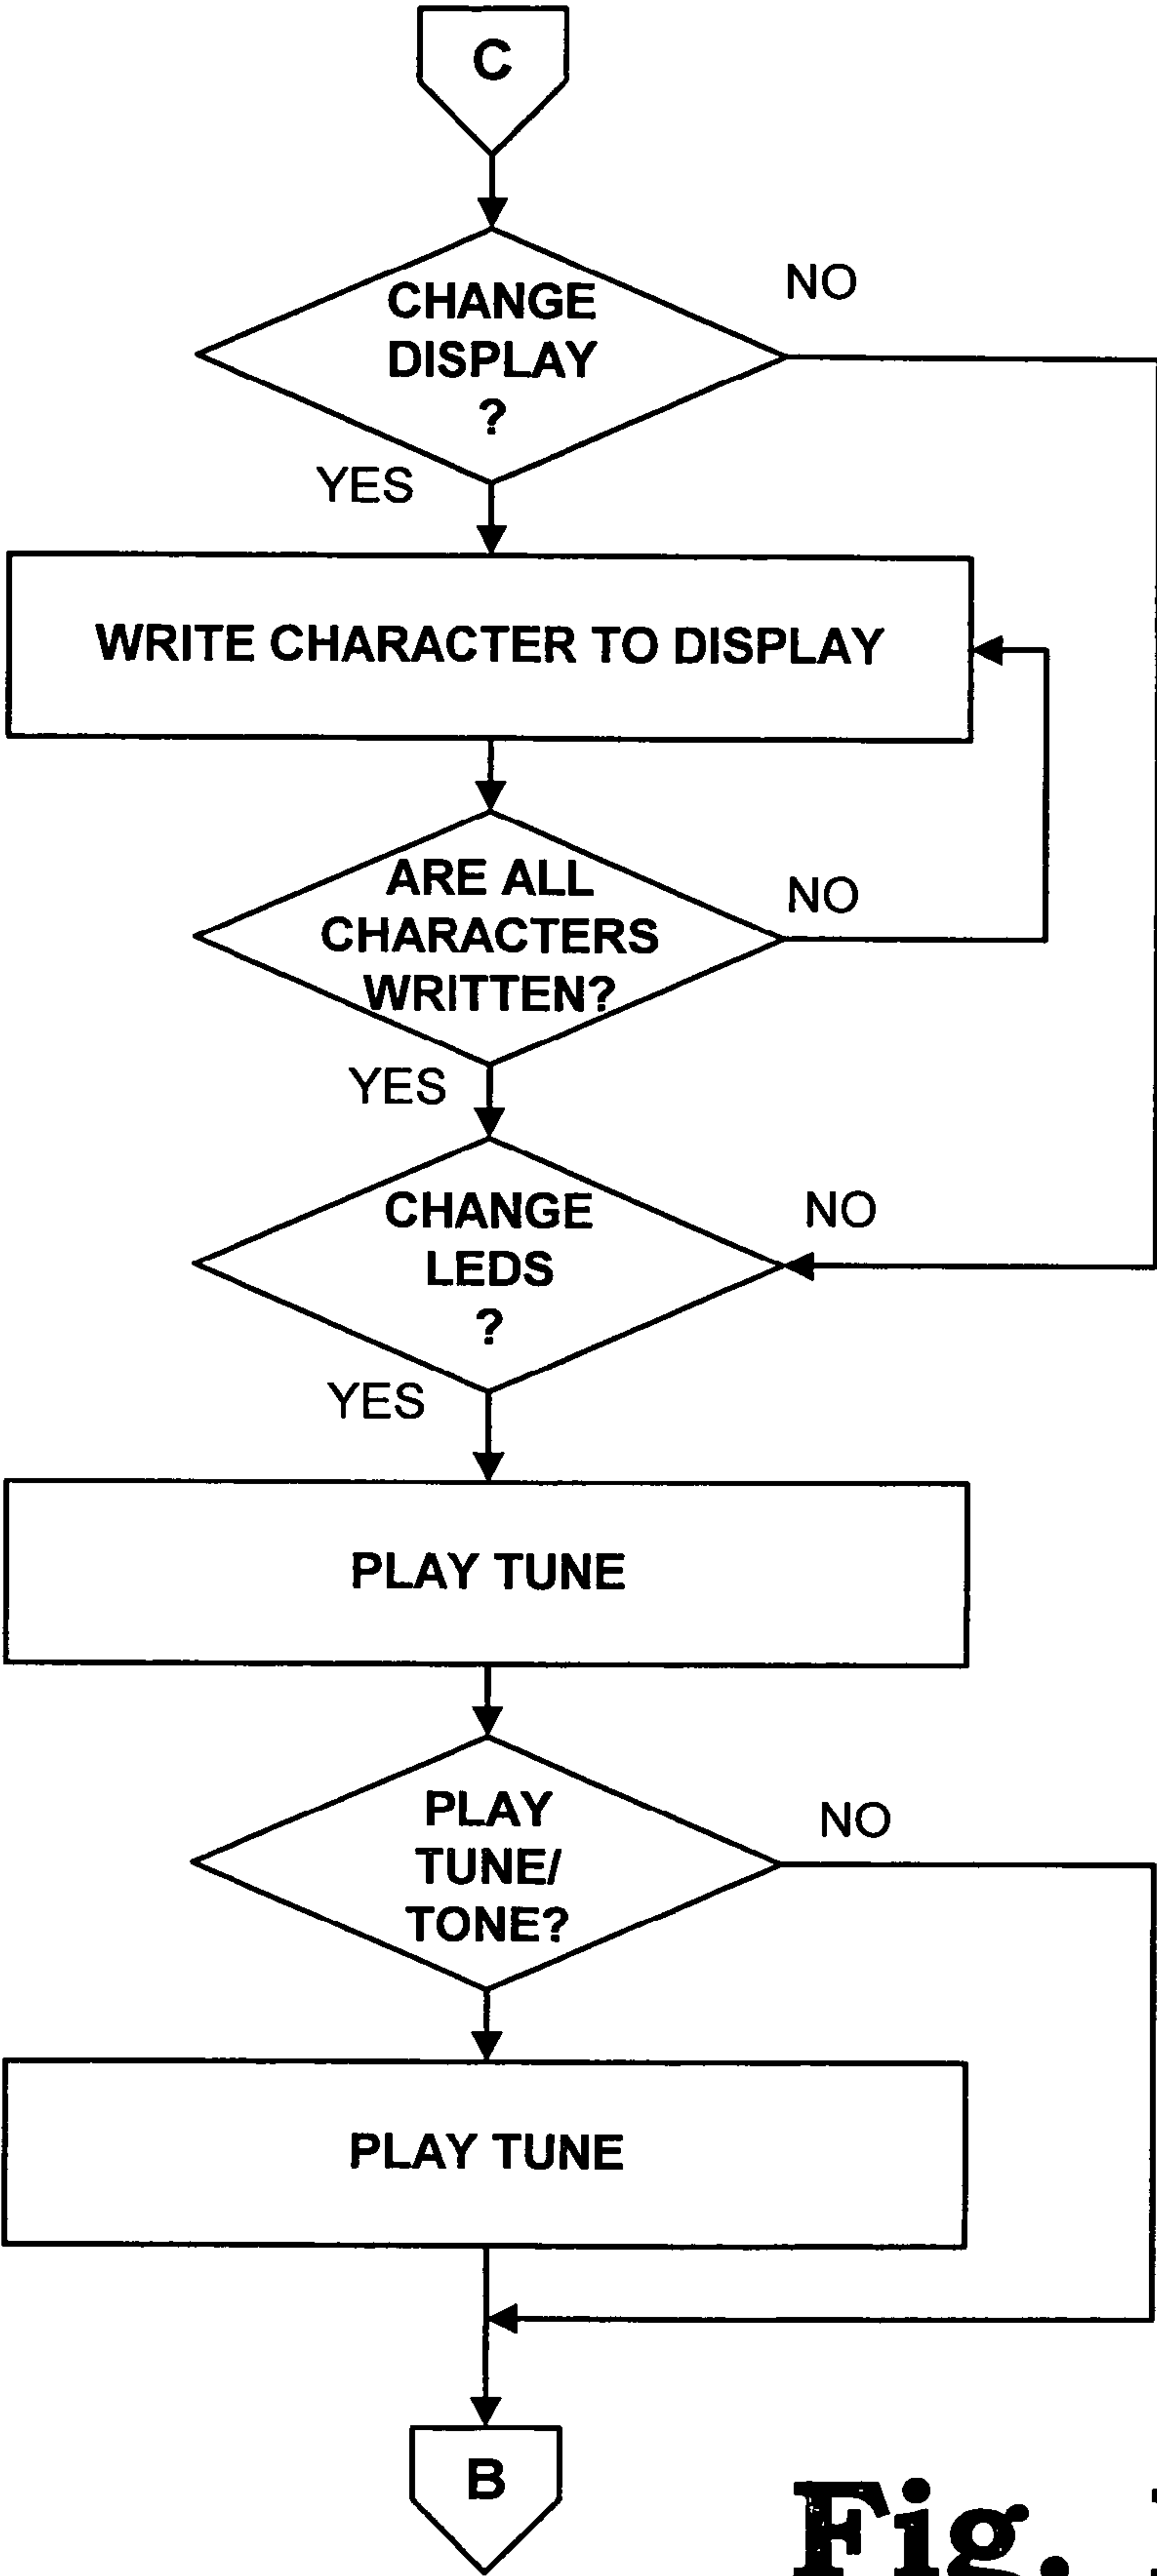 C
CHANGE
DISPLAY
?
NO
YES
WRITE CHARACTER TO DISPLAY
ARE ALL
CHARACTERS
WRITTEN?
NO
YES
CHANGE
LEDS
?
NO
YES
PLAY TUNE
PLAY
TUNE/
TONE?
NO
PLAY TUNE
B
Fig.